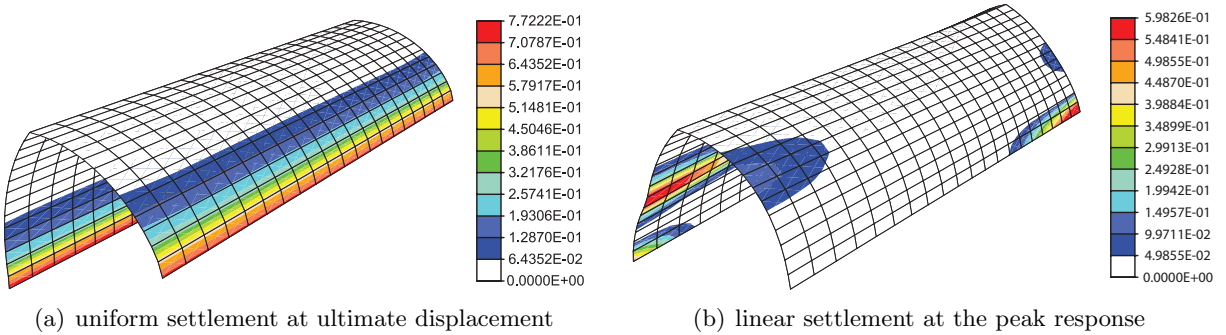 7.7222E-01
7.0787E-01
6.4352E-01
5.7917E-01
5.1481E-01
4.5046E-01
3.8611E-01
3.2176E-01
2.5741E-01
1.9306E-01
1.2870E-01
6.4352E-02
0.0000E+00
(a) uniform settlement at ultimate displacement
5.9826E-01
5.4841E-01
4.9855E-01
4.4870E-01
3.9884E-01
3.4899E-01
2.9913E-01
2.4928E-01
1.9942E-01
1.4957E-01
9.9711E-02
4.9855E-02
0.0000E+00
(b) linear settlement at the peak response